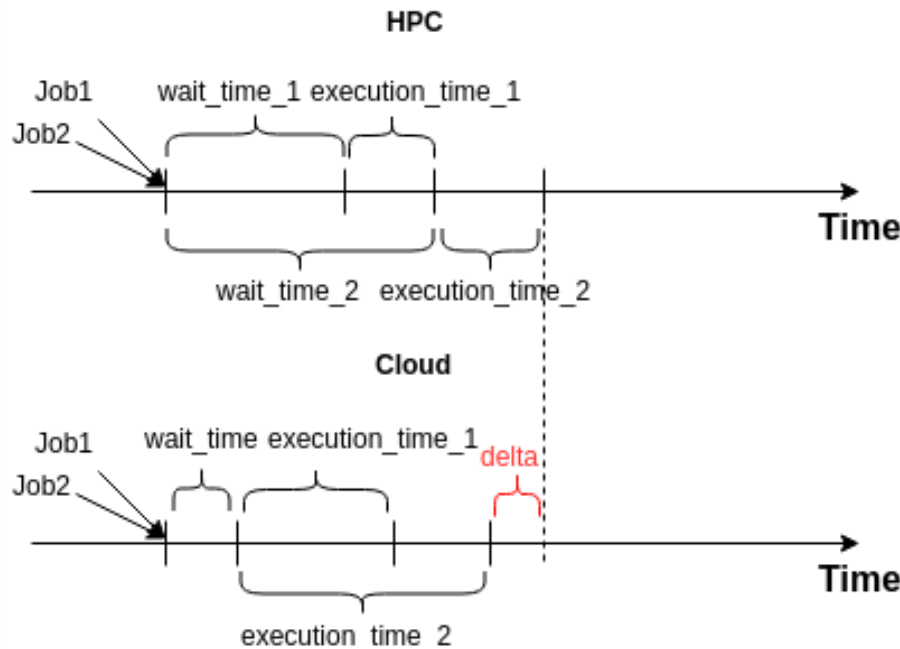 HPC
Job1
wait_time_1 execution_time_1
Job2
Time
wait_time_2 execution_time_2
Cloud
Job1
wait_time execution_time_1
delta
Job2
Time
execution_time_2